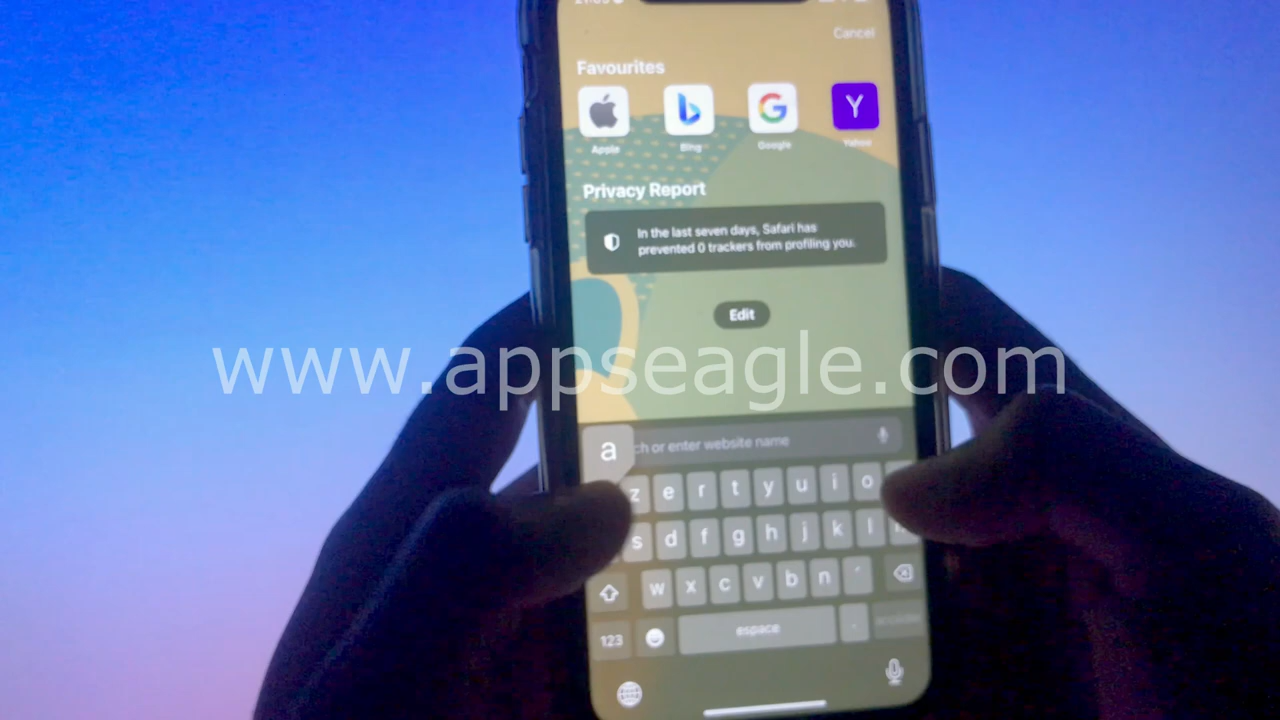 Cancel
Favourites
Apple Bing Google Yahoo
Privacy Report
In the last seven days, Safari has
prevented 0 trackers from profiling you.
Edit
www.appseagle.com
a
or enter website name
z e r t y u i o
s d f g h j k l
w x c v b n ´
123 espace .